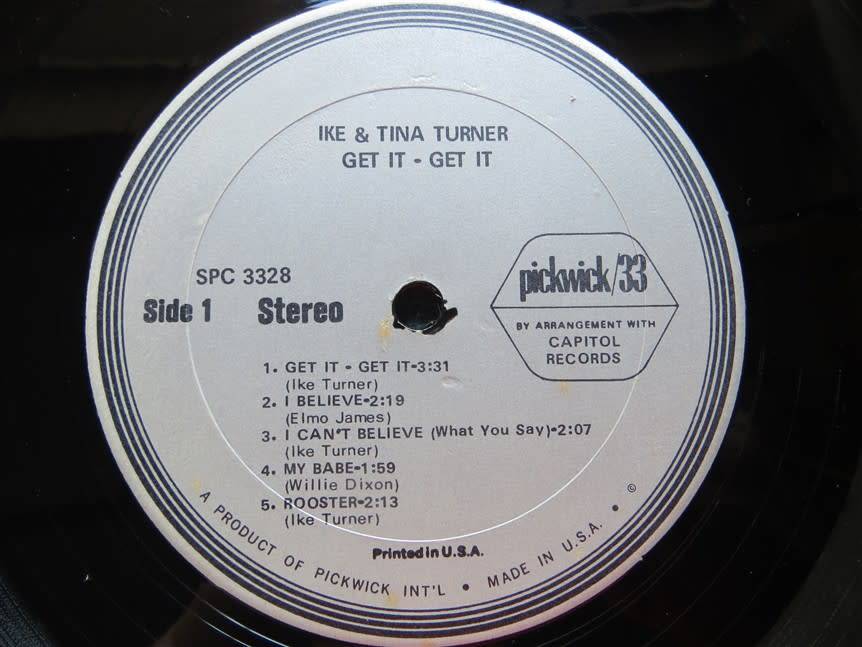 IKE & TINA TURNER
GET IT • GET IT
SPC 3328
Side 1 Stereo
pickwick/33
BY ARRANGEMENT WITH
CAPITOL
RECORDS
1. GET IT • GET IT-3:31
(Ike Turner)
2. I BELIEVE-2:19
(Elmo James)
3. I CAN'T BELIEVE (What You Say)-2:07
(Ike Turner)
4. MY BABE-1:59
(Willie Dixon)
5. ROOSTER-2:13
(Ike Turner)
Printed in U.S.A.
A PRODUCT OF PICKWICK INT'L • MADE IN U.S.A. • ©